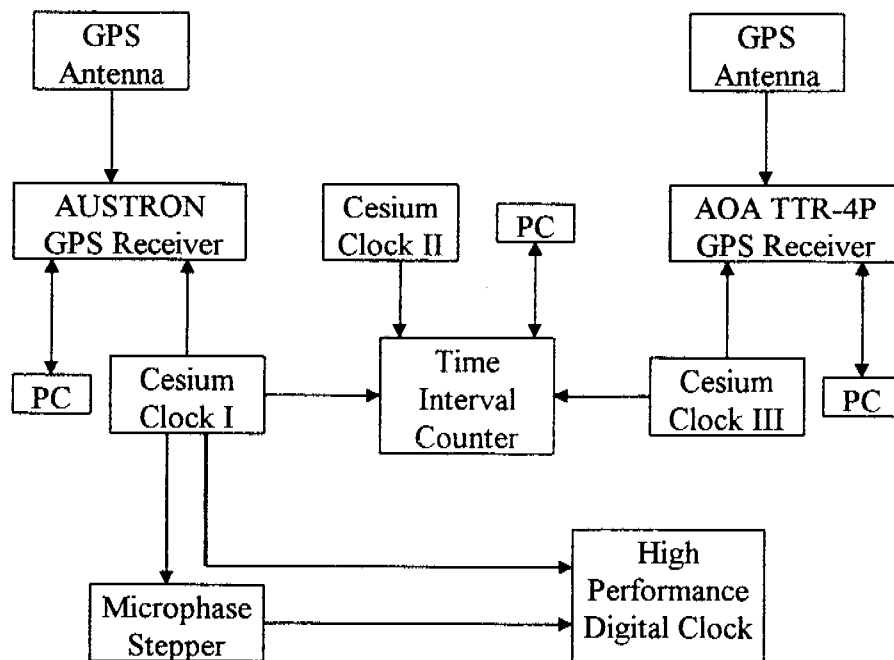 GPS
Antenna
GPS
Antenna
AUSTRON
GPS Receiver
Cesium
Clock II
PC
AOA TTR-4P
GPS Receiver
PC
Cesium
Clock I
Time
Interval
Counter
Cesium
Clock III
PC
Microphase
Stepper
High
Performance
Digital Clock